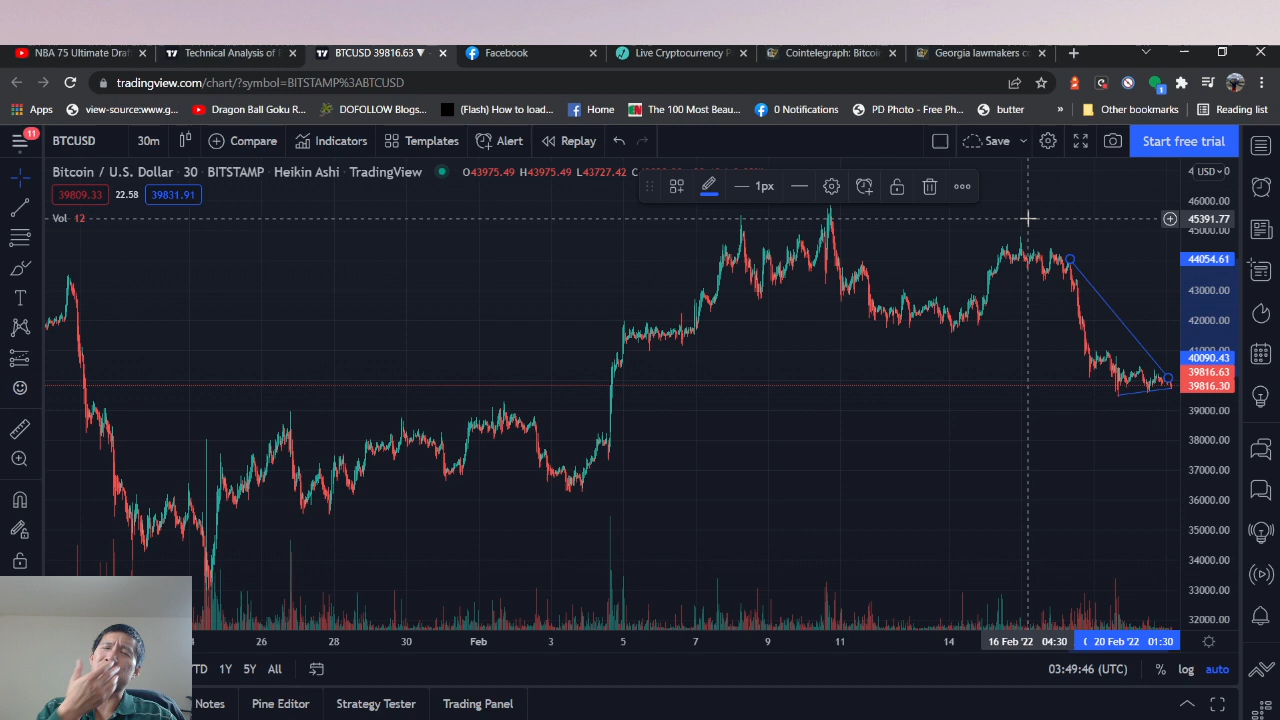 NBA 75 Ultimate Draf
Technical Analysis of
BTCUSD 39816.63 ▼
Facebook
Live Cryptocurrency P
Cointelegraph: Bitcoi
Georgia lawmakers co
tradingview.com/chart/?symbol=BITSTAMP%3ABTCUSD
Apps
view-source:www.g...
Dragon Ball Goku R...
DOFOLLOW Blogs...
(Flash) How to load...
Home
The 100 Most Beau...
0 Notifications
PD Photo - Free Ph...
butter
»
Other bookmarks
Reading list
11
BTCUSD
30m
Compare
Indicators
Templates
Alert
Replay
Save
Start free trial
Bitcoin / U.S. Dollar · 30 · BITSTAMP · Heikin Ashi · TradingView
O43975.49 H43975.49 L43727.42
39809.33 22.58 39831.91
Vol 12
1px
USD
46000.00
45391.77
45000.00
44054.61
43000.00
42000.00
41000.00
40090.43
39816.63
39816.30
39000.00
38000.00
37000.00
36000.00
35000.00
34000.00
33000.00
32000.00
26 28 30 Feb 3 5 7 9 11 14 16 Feb '22 04:30 20 Feb '22 01:30
YTD 1Y 5Y All
03:49:46 (UTC)
% log auto
Notes
Pine Editor
Strategy Tester
Trading Panel